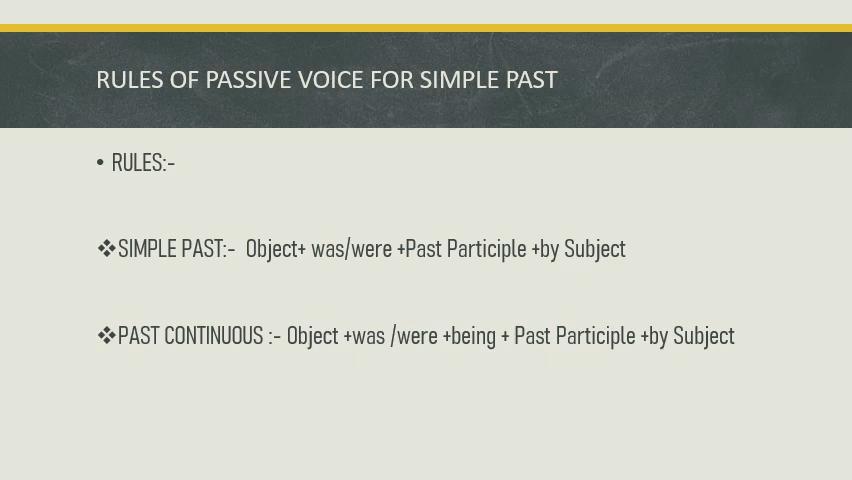 RULES OF PASSIVE VOICE FOR SIMPLE PAST
• RULES:-
❖SIMPLE PAST:- Object+ was/were +Past Participle +by Subject
❖PAST CONTINUOUS :- Object +was /were +being + Past Participle +by Subject